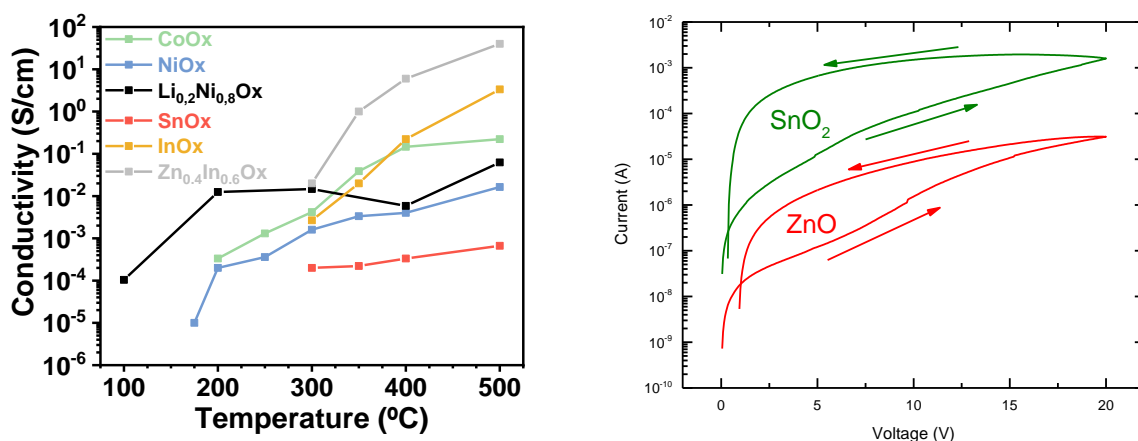 Conductivity (S/cm)
10²
10¹
10⁰
10⁻¹
10⁻²
10⁻³
10⁻⁴
10⁻⁵
10⁻⁶
CoOx
NiOx
Li₀,₂Ni₀,₈Ox
SnOx
InOx
Zn₀.₄In₀.₆Ox
100 200 300 400 500
Temperature (ºC)
Current (A)
10⁻²
10⁻³
10⁻⁴
10⁻⁵
10⁻⁶
10⁻⁷
10⁻⁸
10⁻⁹
10⁻¹⁰
SnO₂
ZnO
0 5 10 15 20
Voltage (V)